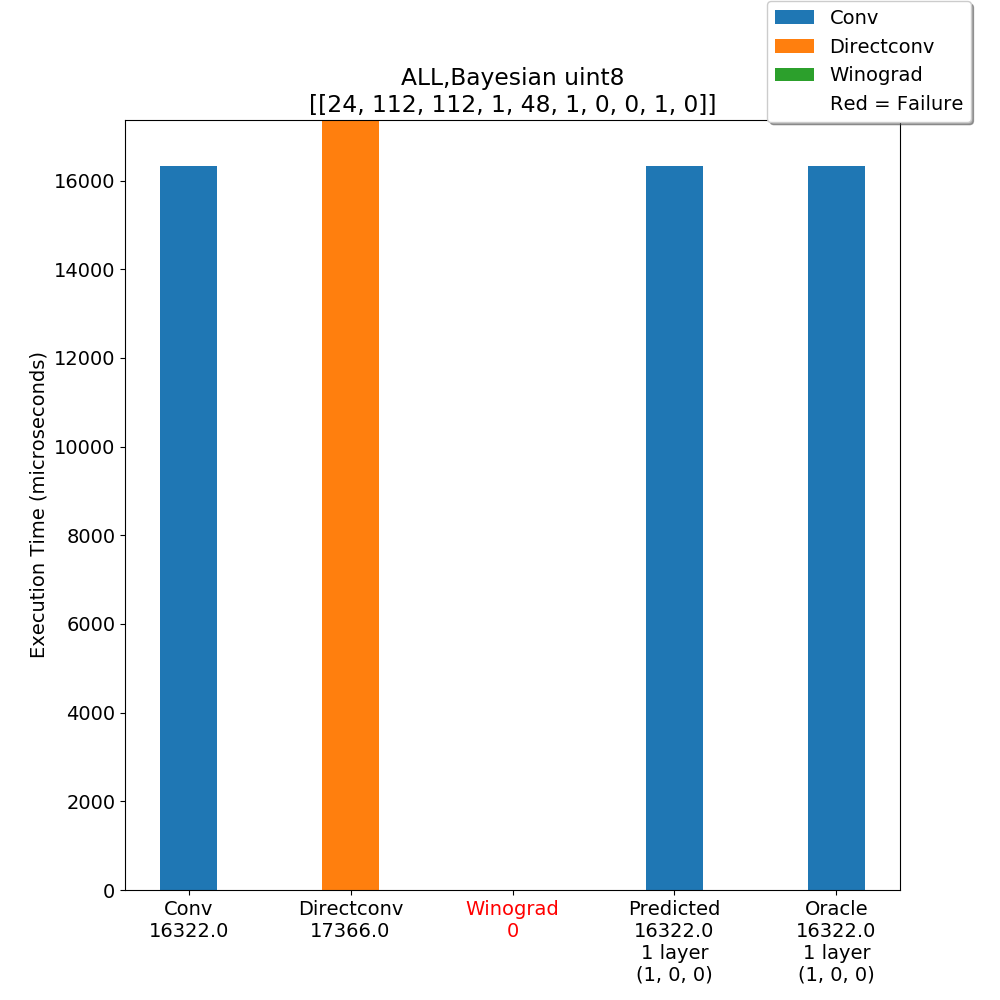 Conv
Directconv
Winograd
Red = Failure
ALL,Bayesian uint8
[[24, 112, 112, 1, 48, 1, 0, 0, 1, 0]]
Execution Time (microseconds)
16000
14000
12000
10000
8000
6000
4000
2000
0
Conv
16322.0
Directconv
17366.0
Winograd
0
Predicted
16322.0
1 layer
(1, 0, 0)
Oracle
16322.0
1 layer
(1, 0, 0)